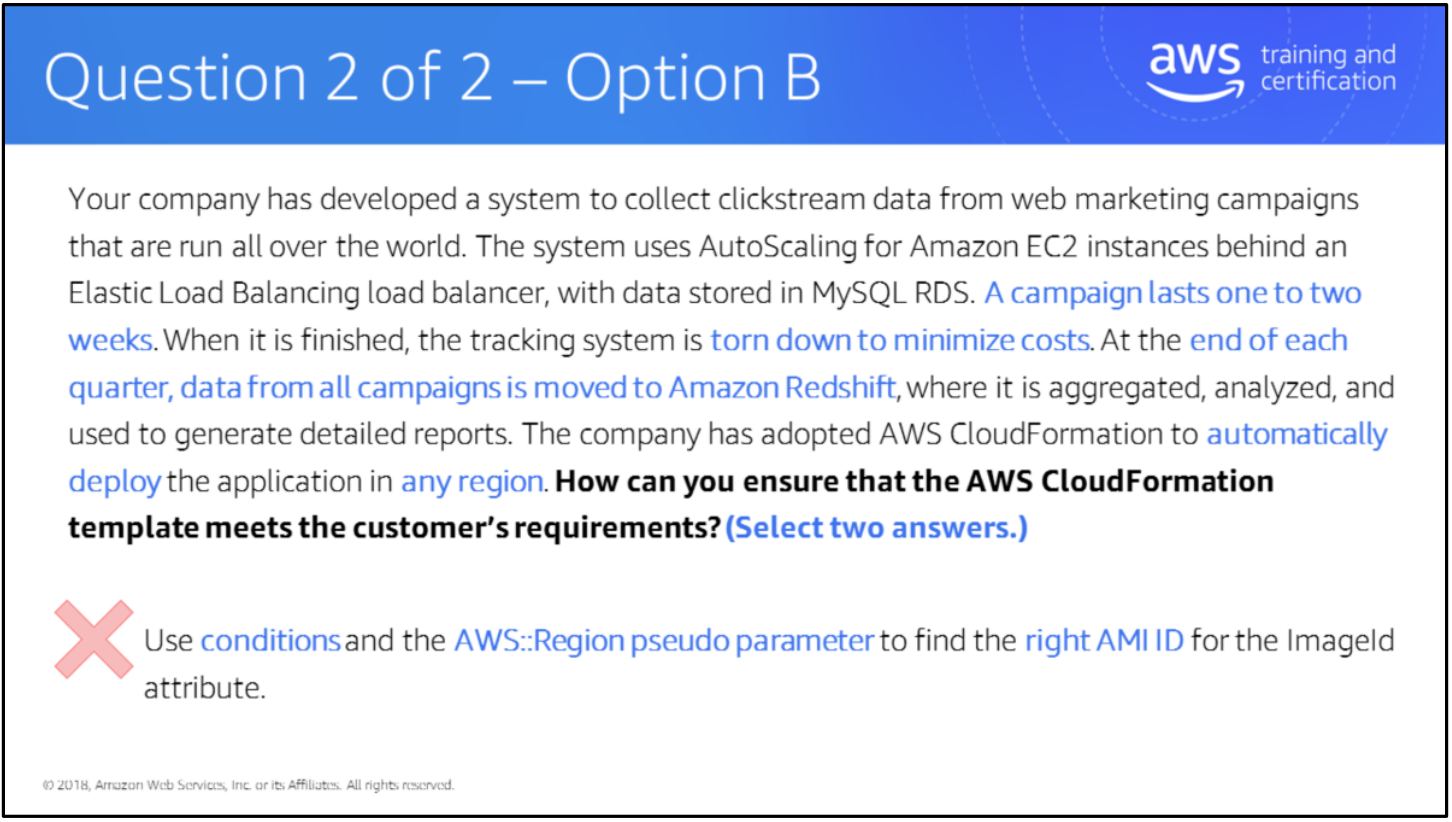 Question 2 of 2 – Option B
aws training and
certification
Your company has developed a system to collect clickstream data from web marketing campaigns
that are run all over the world. The system uses AutoScaling for Amazon EC2 instances behind an
Elastic Load Balancing load balancer, with data stored in MySQL RDS. A campaign lasts one to two
weeks. When it is finished, the tracking system is torn down to minimize costs. At the end of each
quarter, data from all campaigns is moved to Amazon Redshift, where it is aggregated, analyzed, and
used to generate detailed reports. The company has adopted AWS CloudFormation to automatically
deploy the application in any region. How can you ensure that the AWS CloudFormation
template meets the customer's requirements? (Select two answers.)
Use conditions and the AWS::Region pseudo parameter to find the right AMI ID for the ImageId
attribute.
© 2018, Amazon Web Services, Inc. or its Affiliates. All rights reserved.